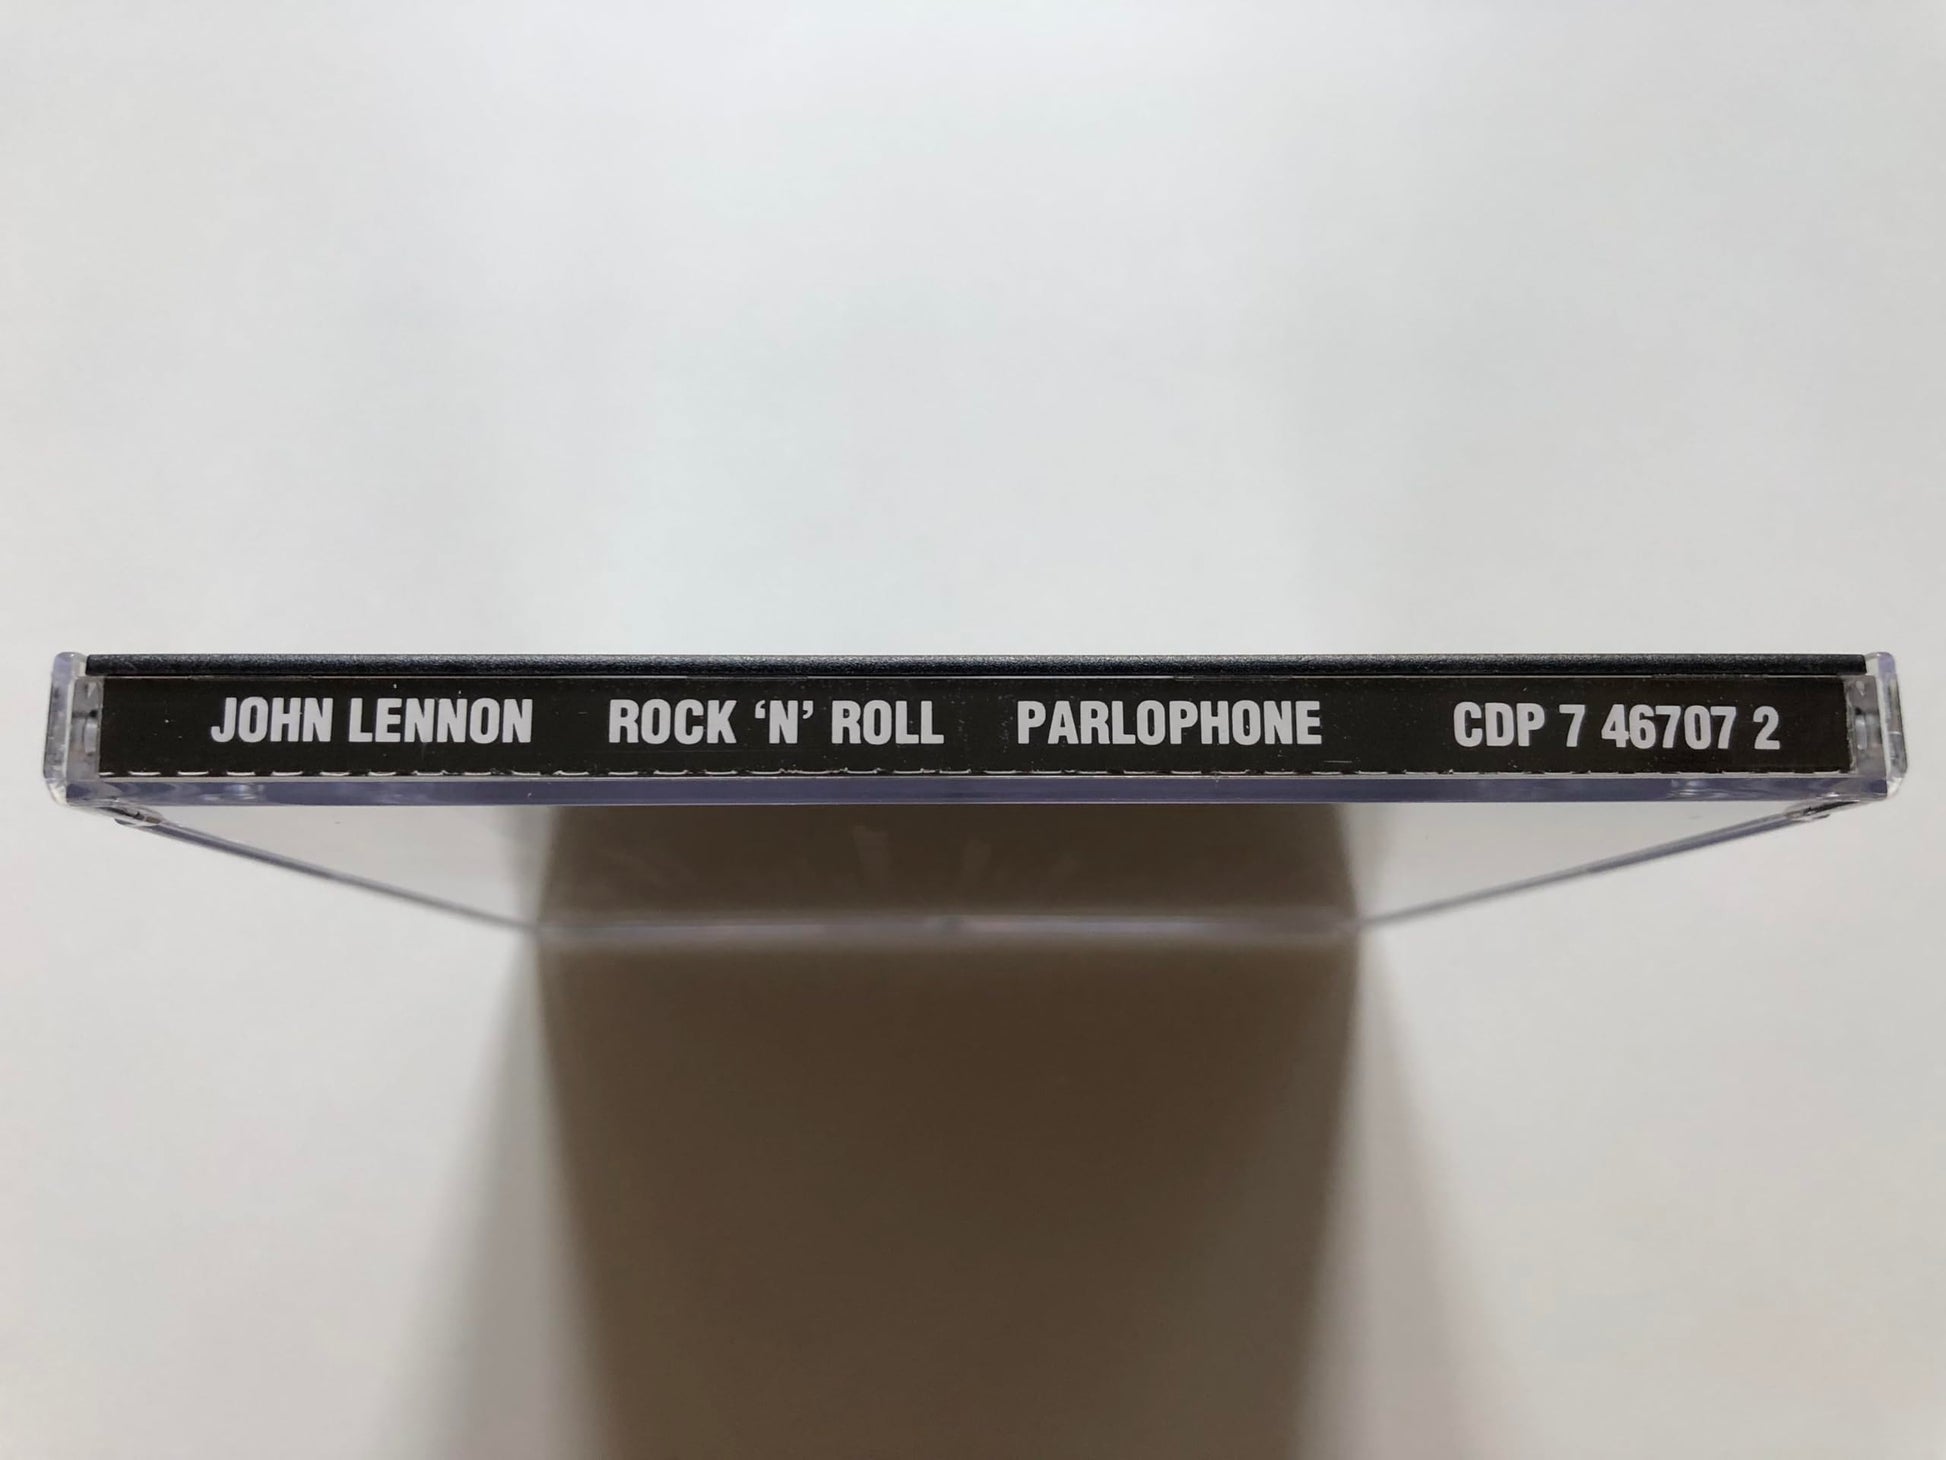 JOHN LENNON ROCK ‘N’ ROLL PARLOPHONE CDP 7 46707 2